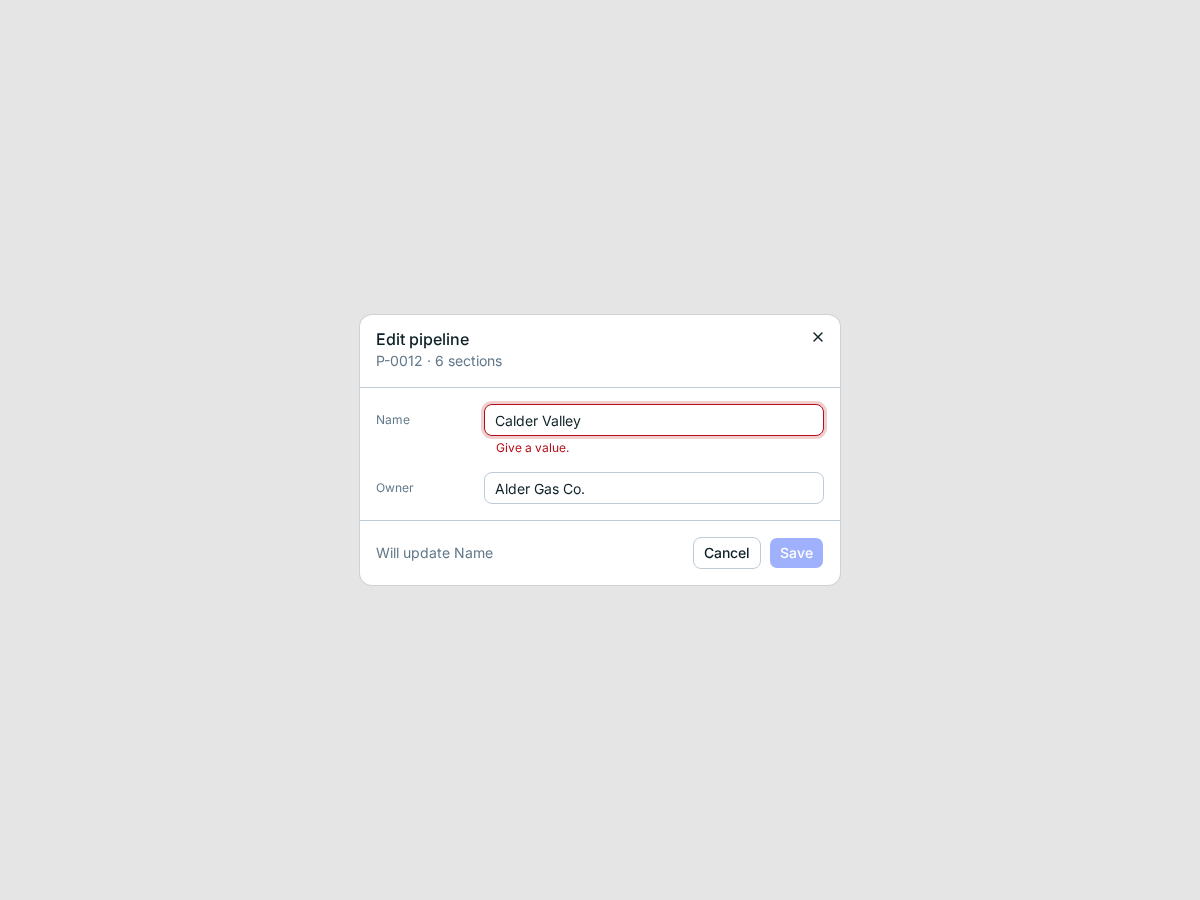 Edit pipeline
P-0012 · 6 sections
Name
Calder Valley
Give a value.
Owner
Alder Gas Co.
Will update Name
Cancel
Save